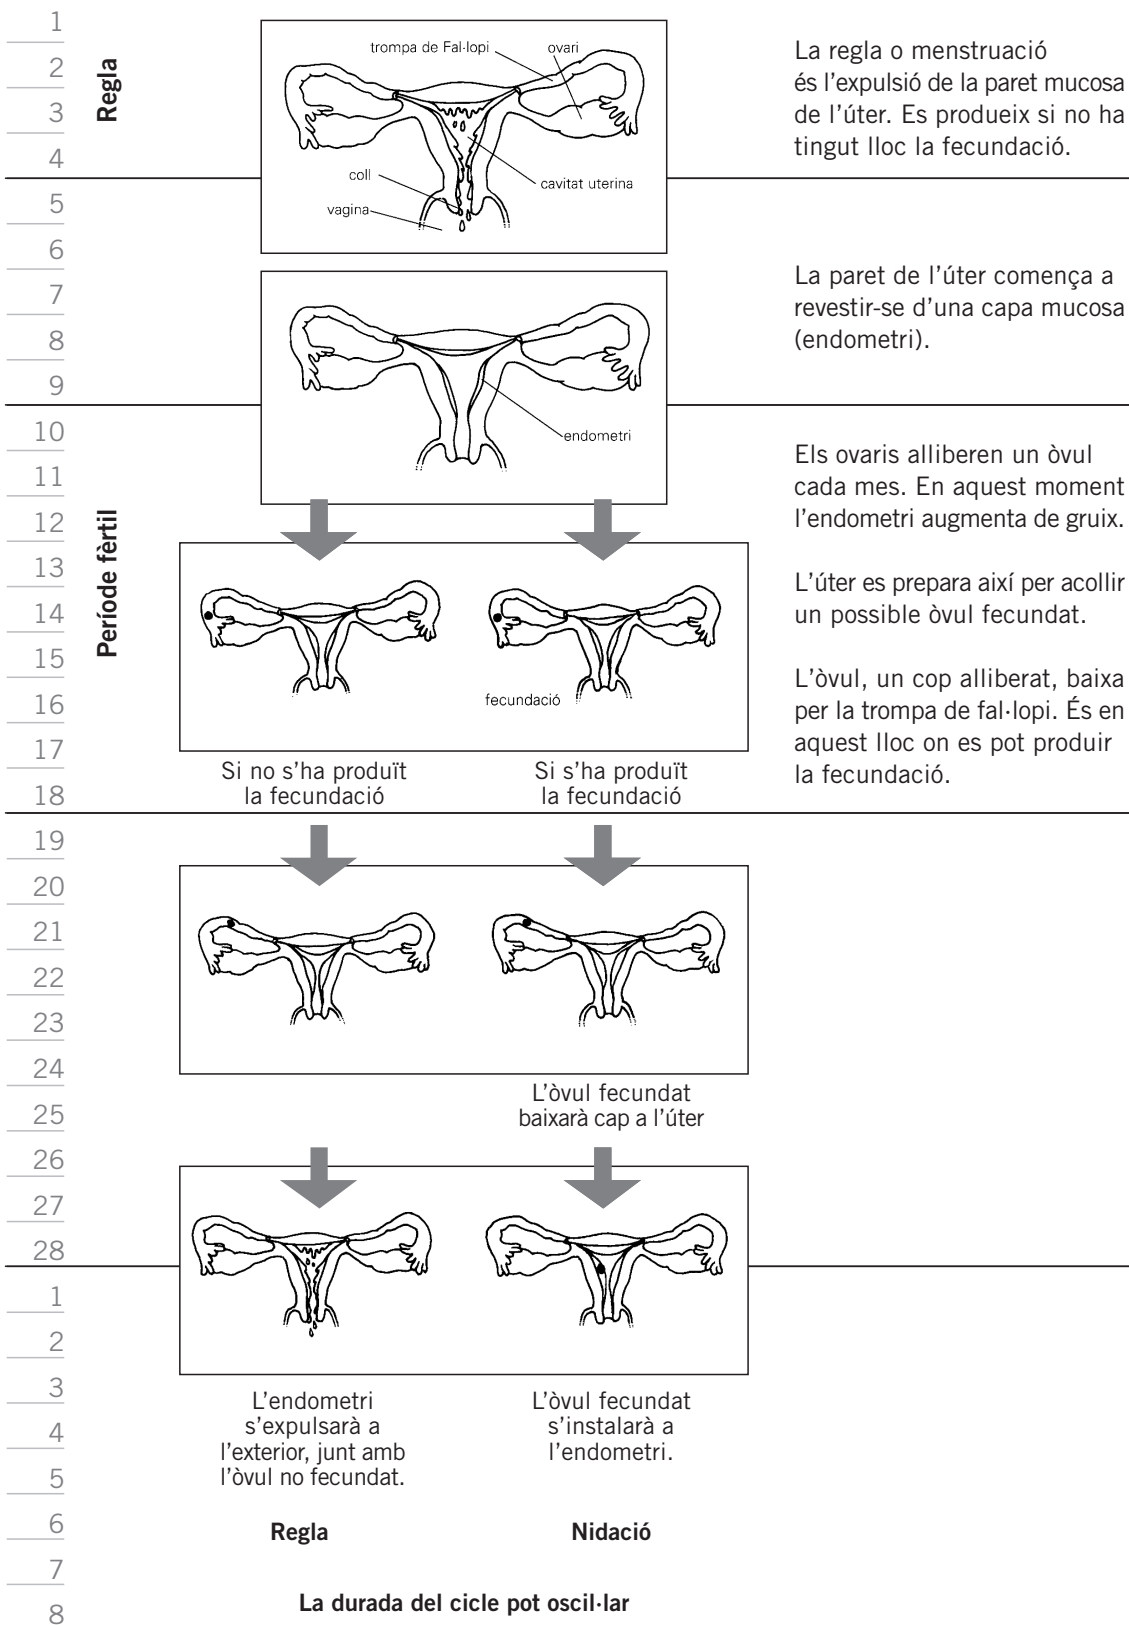 1
2
3
4
5
6
7
8
9
10
11
12
13
14
15
16
17
18
19
20
21
22
23
24
25
26
27
28
1
2
3
4
5
6
7
8
Regla
Període fèrtil
trompa de Fal·lopi
ovari
coll
cavitat uterina
vagina
La regla o menstruació
és l’expulsió de la paret mucosa
de l’úter. Es produeix si no ha
tingut lloc la fecundació.
endometri
La paret de l’úter comença a
revestir-se d’una capa mucosa
(endometri).
Els ovaris alliberen un òvul
cada mes. En aquest moment
l’endometri augmenta de gruix.
L’úter es prepara així per acollir
un possible òvul fecundat.
L’òvul, un cop alliberat, baixa
per la trompa de fal·lopi. És en
aquest lloc on es pot produir
la fecundació.
fecundació
Si no s’ha produït
la fecundació
Si s’ha produït
la fecundació
L’òvul fecundat
baixarà cap a l’úter
L’endometri
s’expulsarà a
l’exterior, junt amb
l’òvul no fecundat.
L’òvul fecundat
s’instalarà a
l’endometri.
Regla
Nidació
La durada del cicle pot oscil·lar